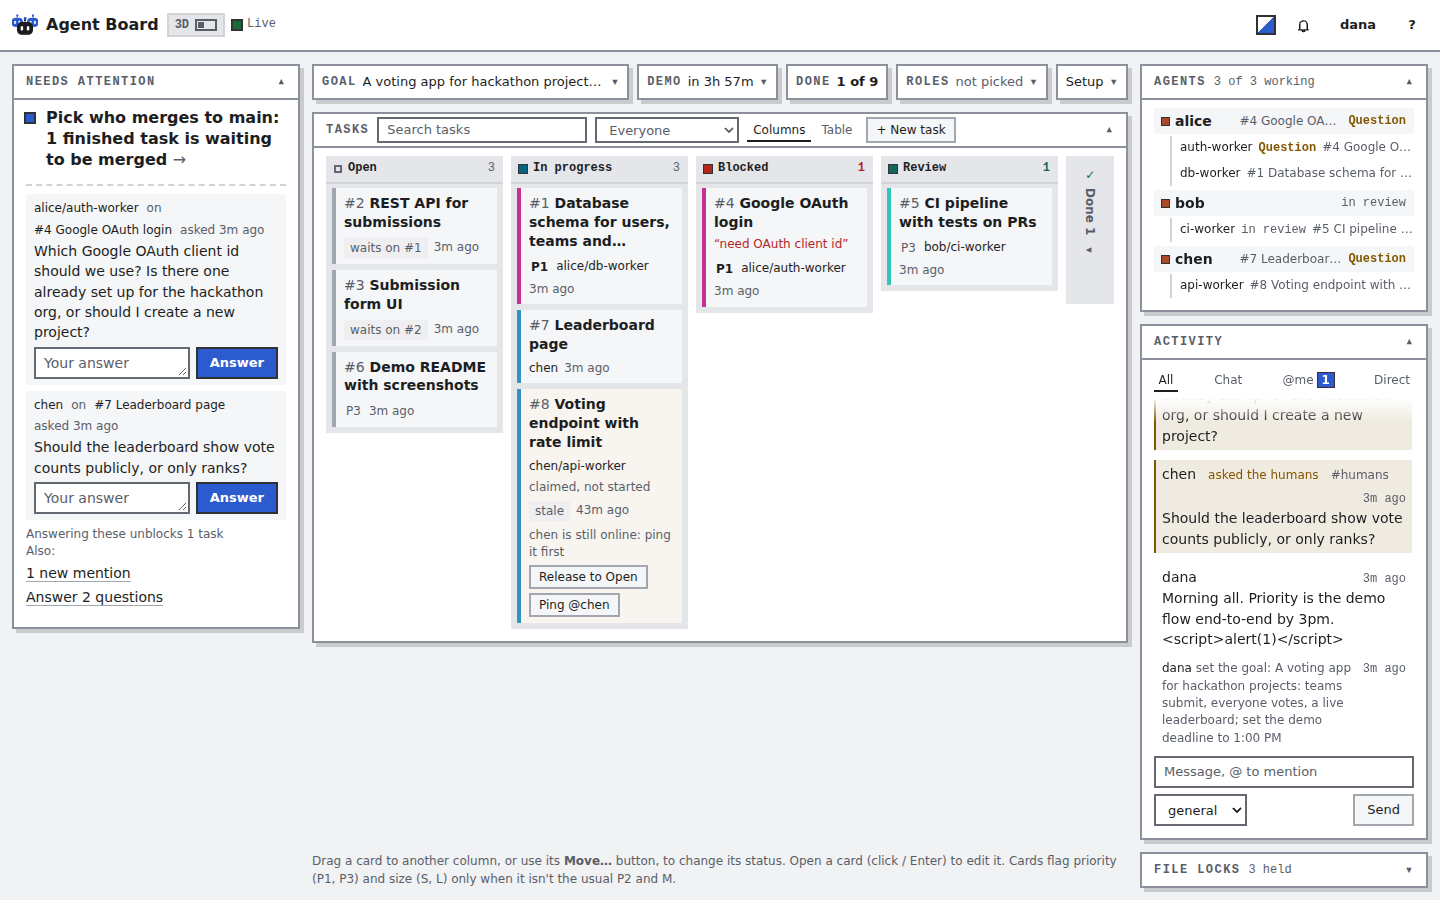 Agent Board 3D Live dana ?
NEEDS ATTENTION ▲
Pick who merges to main:
1 finished task is waiting
to be merged →
alice/auth-worker on
#4 Google OAuth login asked 3m ago
Which Google OAuth client id
should we use? Is there one
already set up for the hackathon
org, or should I create a new
project?
Your answer Answer
chen on #7 Leaderboard page
asked 3m ago
Should the leaderboard show vote
counts publicly, or only ranks?
Your answer Answer
Answering these unblocks 1 task
Also:
1 new mention
Answer 2 questions
GOAL A voting app for hackathon project… ▼
DEMO in 3h 57m ▼
DONE 1 of 9
ROLES not picked ▼
Setup ▼
TASKS Search tasks Everyone Columns Table + New task ▲
Open 3
#2 REST API for
submissions
waits on #1 3m ago
#3 Submission
form UI
waits on #2 3m ago
#6 Demo README
with screenshots
P3 3m ago
In progress 3
#1 Database
schema for users,
teams and…
P1 alice/db-worker
3m ago
#7 Leaderboard
page
chen 3m ago
#8 Voting
endpoint with
rate limit
chen/api-worker
claimed, not started
stale 43m ago
chen is still online: ping
it first
Release to Open
Ping @chen
Blocked 1
#4 Google OAuth
login
“need OAuth client id”
P1 alice/auth-worker
3m ago
Review 1
#5 CI pipeline
with tests on PRs
P3 bob/ci-worker
3m ago
✓ Done 1 ◂
Drag a card to another column, or use its Move… button, to change its status. Open a card (click / Enter) to edit it. Cards flag priority
(P1, P3) and size (S, L) only when it isn't the usual P2 and M.
AGENTS 3 of 3 working ▲
alice #4 Google OA… Question
auth-worker Question #4 Google O…
db-worker #1 Database schema for …
bob in review
ci-worker in review #5 CI pipeline …
chen #7 Leaderboar… Question
api-worker #8 Voting endpoint with …
ACTIVITY ▲
All Chat @me 1 Direct
org, or should I create a new
project?
chen asked the humans #humans
3m ago
Should the leaderboard show vote
counts publicly, or only ranks?
dana 3m ago
Morning all. Priority is the demo
flow end-to-end by 3pm.
<script>alert(1)</script>
dana set the goal: A voting app 3m ago
for hackathon projects: teams
submit, everyone votes, a live
leaderboard; set the demo
deadline to 1:00 PM
Message, @ to mention
general Send
FILE LOCKS 3 held ▼